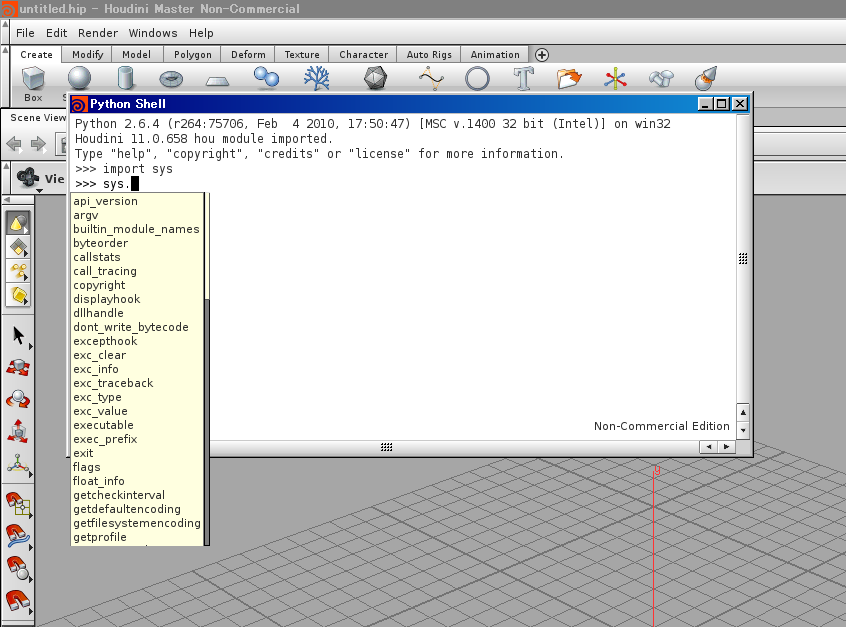 untitled.hip - Houdini Master Non-Commercial
File Edit Render Windows Help
Create Modify Model Polygon Deform Texture Character Auto Rigs Animation
Box
Python Shell
Scene View
Python 2.6.4 (r264:75706, Feb  4 2010, 17:50:47) [MSC v.1400 32 bit (Intel)] on win32
Houdini 11.0.658 hou module imported.
Type "help", "copyright", "credits" or "license" for more information.
>>> import sys
>>> sys.
Vie
api_version
argv
builtin_module_names
byteorder
callstats
call_tracing
copyright
displayhook
dllhandle
dont_write_bytecode
excepthook
exc_clear
exc_info
exc_traceback
exc_type
exc_value
executable
exec_prefix
exit
flags
float_info
getcheckinterval
getdefaultencoding
getfilesystemencoding
getprofile
Non-Commercial Edition